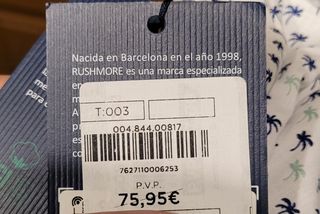 Nacida en Barcelona en el año 1998,
RUSHMORE es una marca especializada
en
T:003
004.844.00817
7627110006253
P.V.P.
75,95€